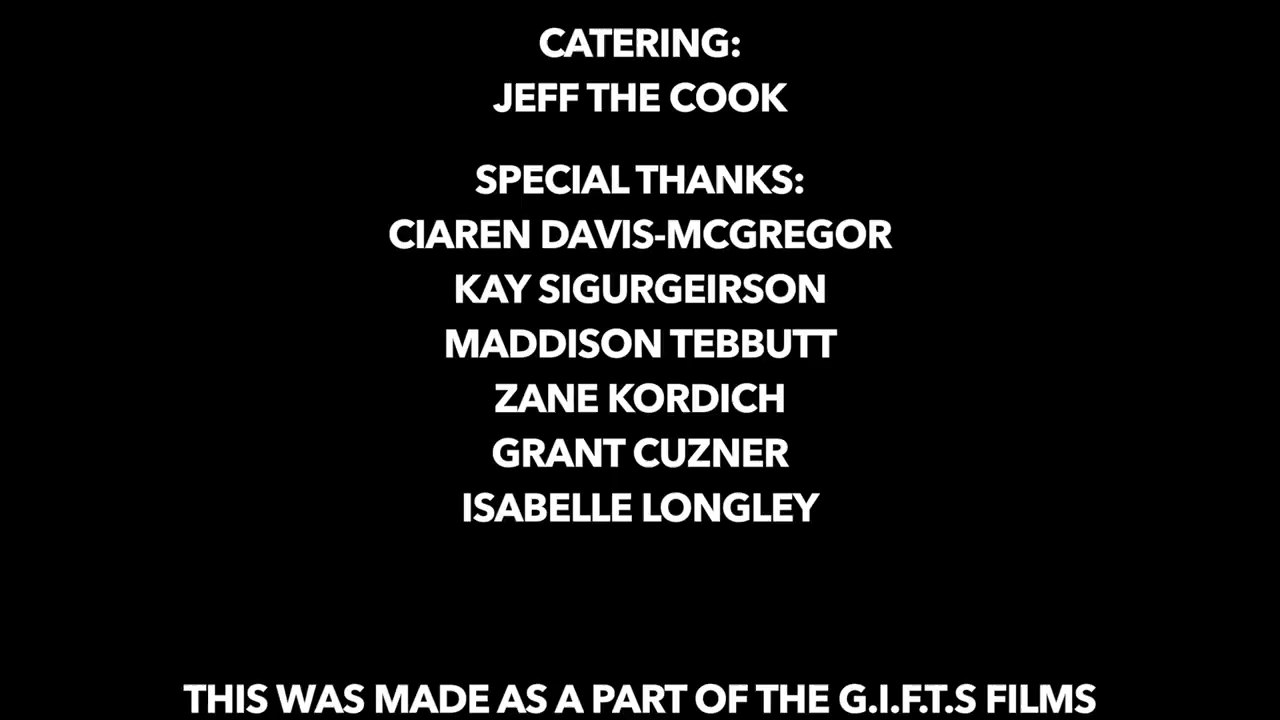 CATERING:
JEFF THE COOK
SPECIAL THANKS:
CIAREN DAVIS-MCGREGOR
KAY SIGURGEIRSON
MADDISON TEBBUTT
ZANE KORDICH
GRANT CUZNER
ISABELLE LONGLEY
THIS WAS MADE AS A PART OF THE G.I.F.T.S FILMS